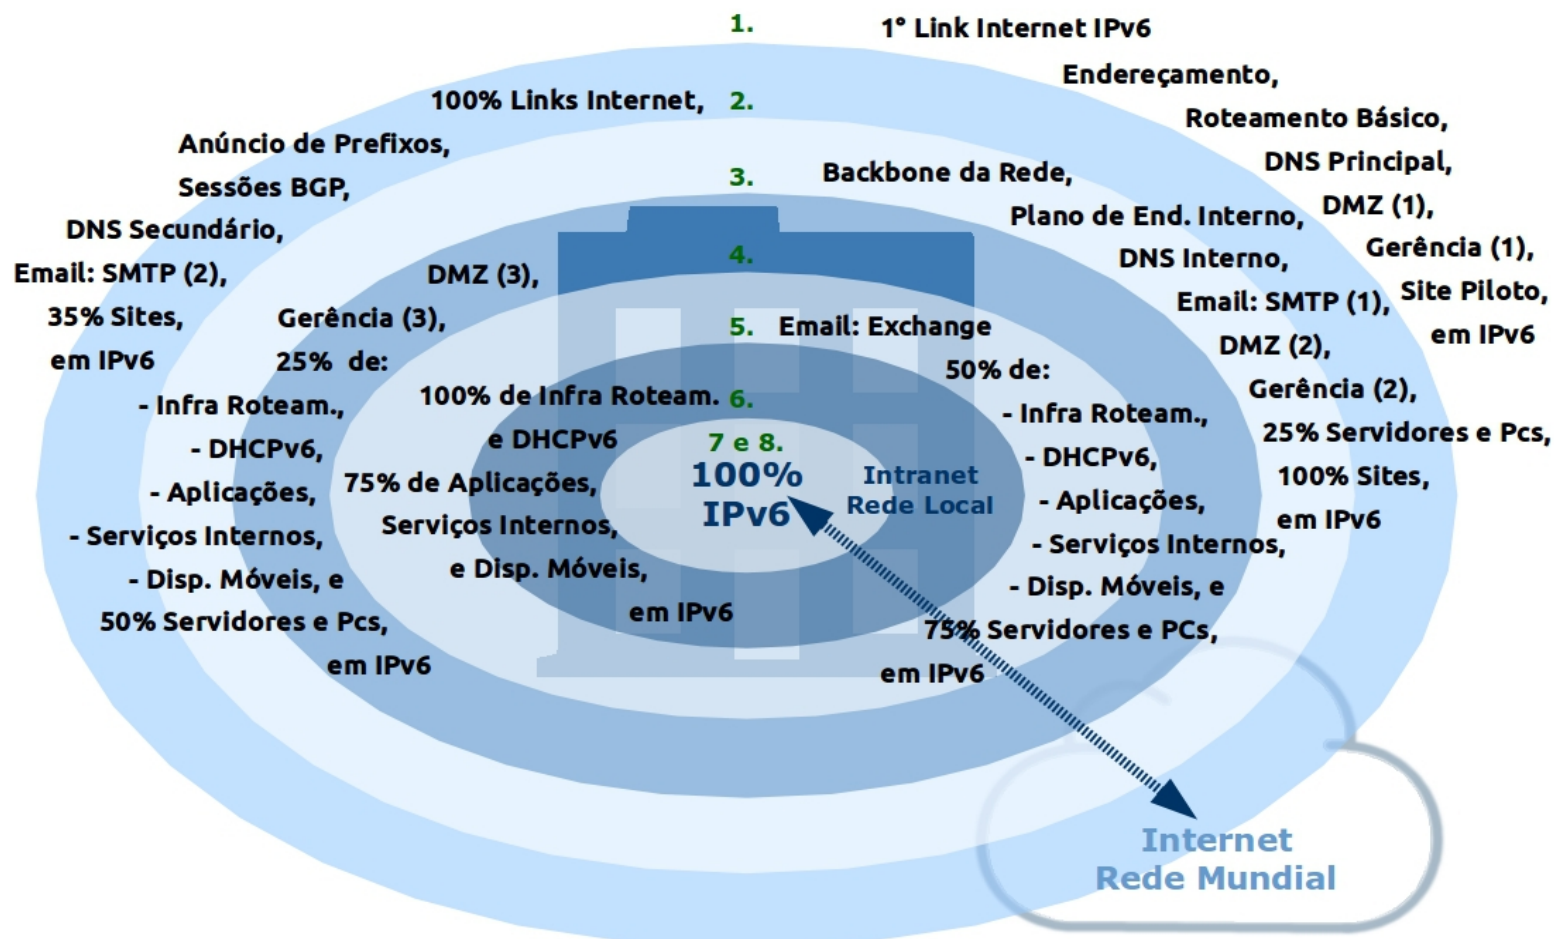 1.
1° Link Internet IPv6
Endereçamento,
Roteamento Básico,
DNS Principal,
DMZ (1),
Gerência (1),
Site Piloto,
em IPv6
100% Links Internet,
2.
Anúncio de Prefixos,
Sessões BGP,
DNS Secundário,
Email: SMTP (2),
35% Sites,
em IPv6
3.
Backbone da Rede,
Plano de End. Interno,
DNS Interno,
Email: SMTP (1),
DMZ (2),
Gerência (2),
25% Servidores e Pcs,
100% Sites,
em IPv6
4.
DMZ (3),
Gerência (3),
25% de:
- Infra Roteam.,
- DHCPv6,
- Aplicações,
- Serviços Internos,
- Disp. Móveis, e
50% Servidores e Pcs,
em IPv6
5.
Email: Exchange
50% de:
- Infra Roteam.,
- DHCPv6,
- Aplicações,
- Serviços Internos,
- Disp. Móveis, e
75% Servidores e PCs,
em IPv6
100% de Infra Roteam.
6.
e DHCPv6
75% de Aplicações,
Serviços Internos,
e Disp. Móveis,
em IPv6
7 e 8.
100%
IPv6
Intranet
Rede Local
Internet
Rede Mundial